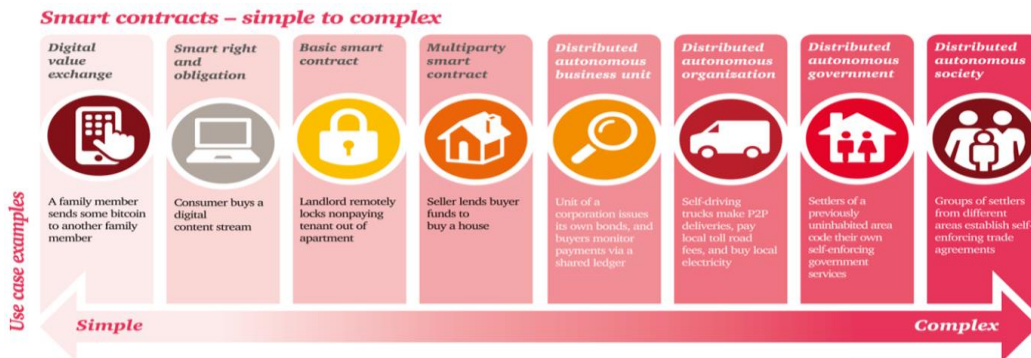 Smart contracts – simple to complex
Digital
value
exchange
Smart right
and
obligation
Basic smart
contract
Multiparty
smart
contract
Distributed
autonomous
business unit
Distributed
autonomous
organization
Distributed
autonomous
government
Distributed
autonomous
society
Use case examples
A family member
sends some bitcoin
to another family
member
Consumer buys a
digital
content stream
Landlord remotely
locks nonpaying
tenant out of
apartment
Seller lends buyer
funds to
buy a house
Unit of a
corporation issues
its own bonds, and
buyers monitor
payments via a
shared ledger
Self-driving
trucks make P2P
deliveries, pay
local toll road
fees, and buy local
electricity
Settlers of a
previously
uninhabited area
code their own
self-enforcing
government
services
Groups of settlers
from different
areas establish self-
enforcing trade
agreements
Simple
Complex